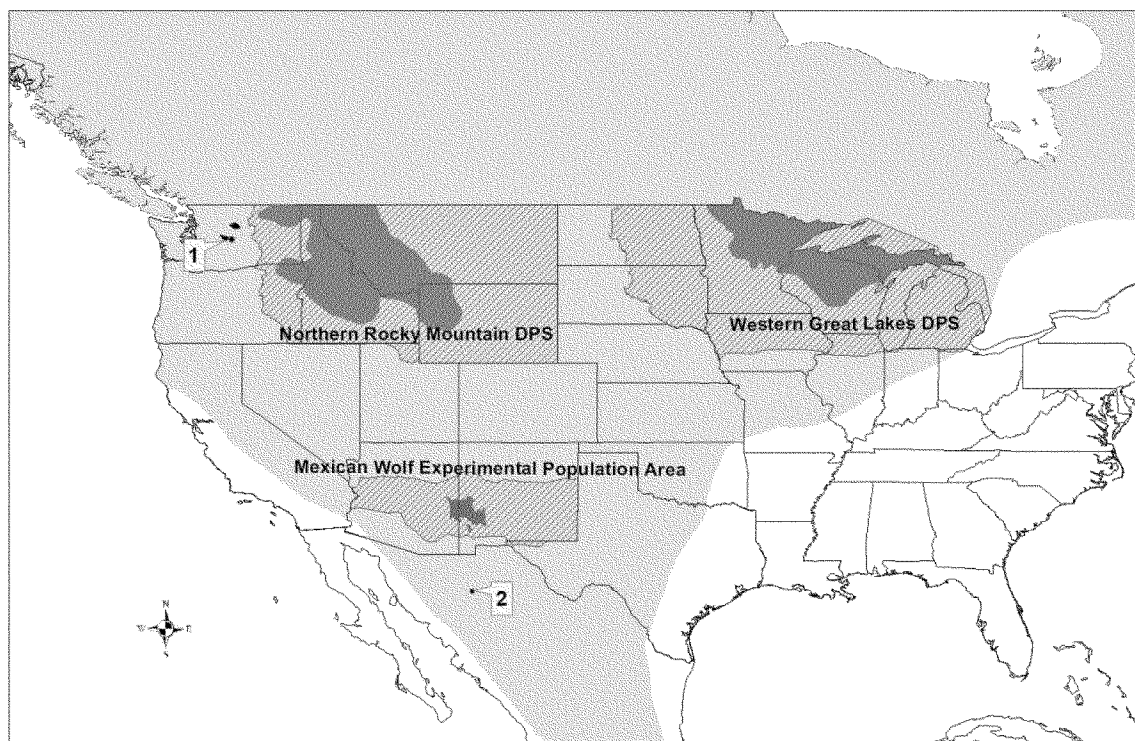 1
Northern Rocky Mountain DPS
Western Great Lakes DPS
Mexican Wolf Experimental Population Area
2
N
W E
S